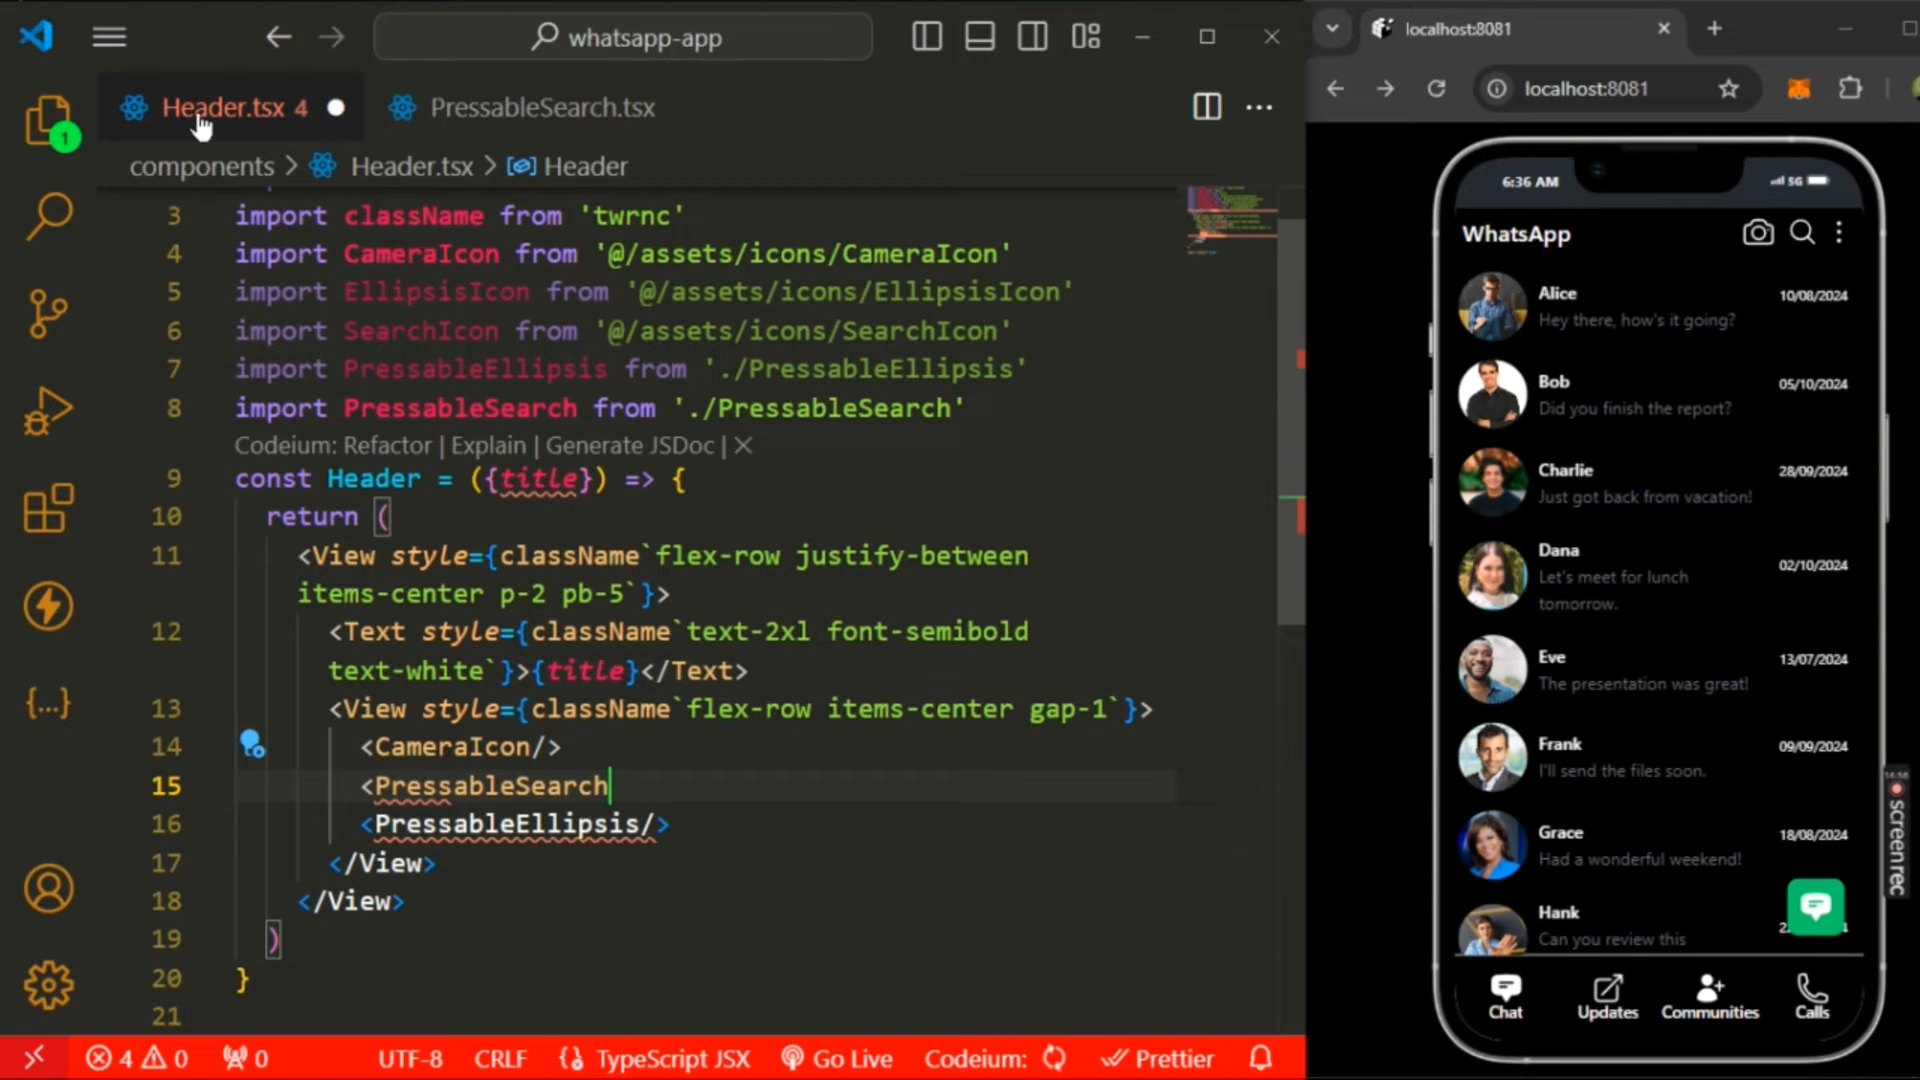 whatsapp-app
Header.tsx 4
PressableSearch.tsx
components > Header.tsx > Header
1
3 import className from 'twrnc'
4 import CameraIcon from '@/assets/icons/CameraIcon'
5 import EllipsisIcon from '@/assets/icons/EllipsisIcon'
6 import SearchIcon from '@/assets/icons/SearchIcon'
7 import PressableEllipsis from './PressableEllipsis'
8 import PressableSearch from './PressableSearch'
Codeium: Refactor | Explain | Generate JSDoc | ×
9 const Header = ({title}) => {
10 return (
11 <View style={className`flex-row justify-between
items-center p-2 pb-5`}>
12 <Text style={className`text-2xl font-semibold
text-white`}>{title}</Text>
13 <View style={className`flex-row items-center gap-1`}>
14 <CameraIcon/>
15 <PressableSearch
16 <PressableEllipsis/>
17 </View>
18 </View>
19 )
20 }
21
4 0 0 UTF-8 CRLF {} TypeScript JSX Go Live Codeium: Prettier
localhost:8081
localhost:8081
6:36 AM 5G
WhatsApp
Alice 10/08/2024
Hey there, how's it going?
Bob 05/10/2024
Did you finish the report?
Charlie 28/09/2024
Just got back from vacation!
Dana 02/10/2024
Let's meet for lunch
tomorrow.
Eve 13/07/2024
The presentation was great!
Frank 09/09/2024
I'll send the files soon.
Grace 18/08/2024
Had a wonderful weekend!
Hank
Can you review this
Chat Updates Communities Calls
screenrec